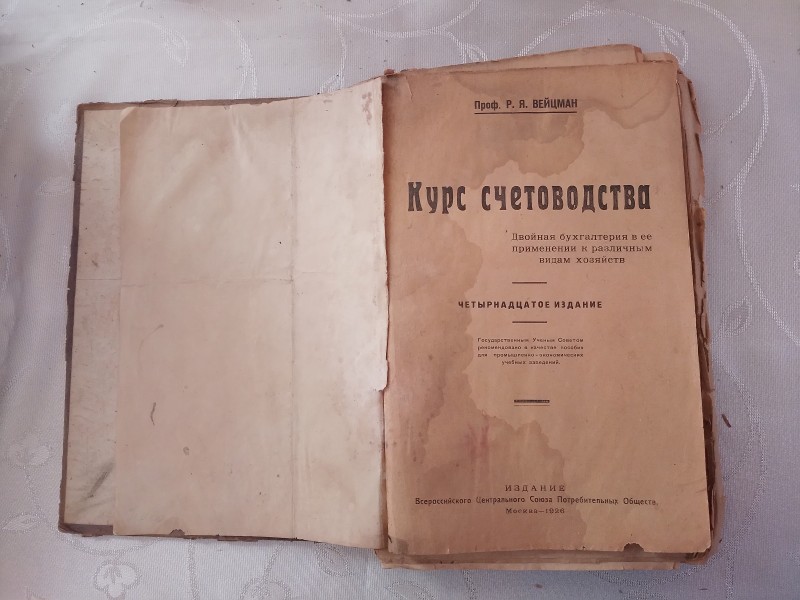 Проф. Р. Я. ВЕЙЦМАН
Курс счетоводства
Двойная бухгалтерия в ее
применении к различным
видам хозяйств
ЧЕТЫРНАДЦАТОЕ ИЗДАНИЕ
Государственным Ученым Советом
рекомендовано в качестве пособия
для промышленно-экономических
учебных заведений.
ИЗДАНИЕ
Всероссийского Центрального Союза Потребительных Обществ.
Москва—1926